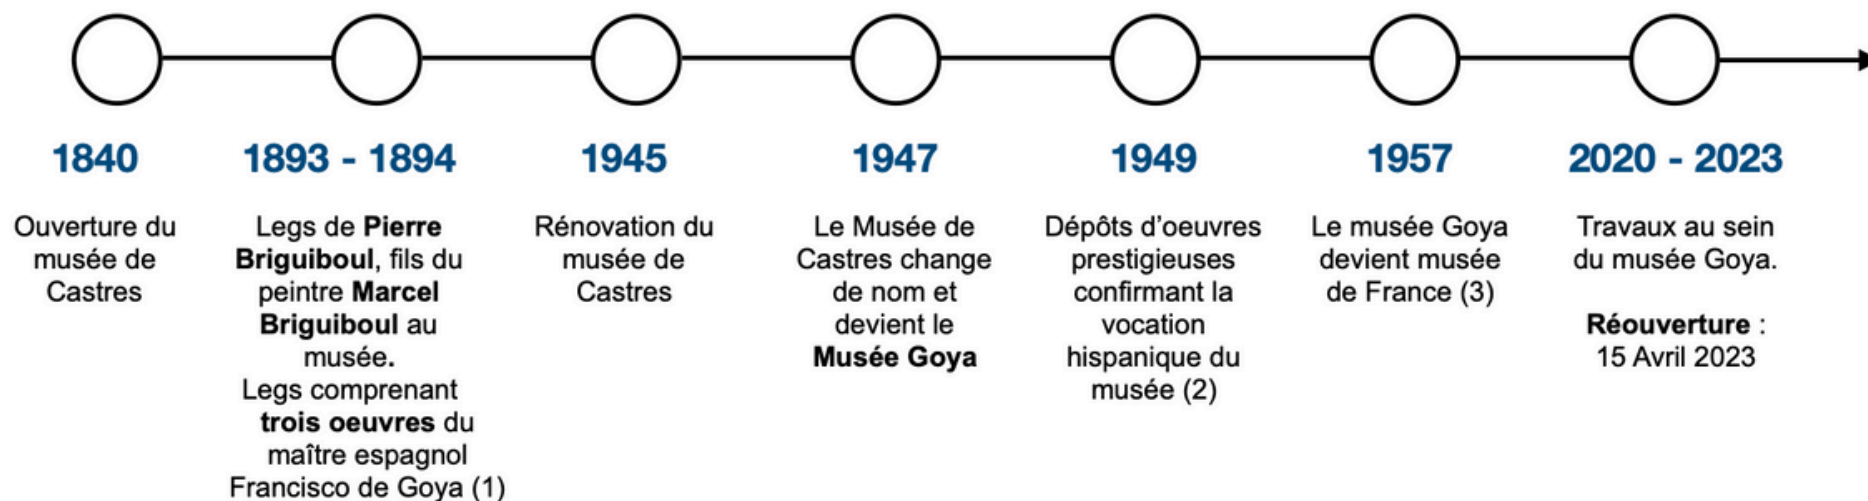 1840
Ouverture du
musée de
Castres
1893 - 1894
Legs de Pierre
Briguiboul, fils du
peintre Marcel
Briguiboul au
musée.
Legs comprenant
trois oeuvres du
maître espagnol
Francisco de Goya (1)
1945
Rénovation du
musée de
Castres
1947
Le Musée de
Castres change
de nom et
devient le
Musée Goya
1949
Dépôts d'oeuvres
prestigieuses
confirmant la
vocation
hispanique du
musée (2)
1957
Le musée Goya
devient musée
de France (3)
2020 - 2023
Travaux au sein
du musée Goya.
Réouverture :
15 Avril 2023